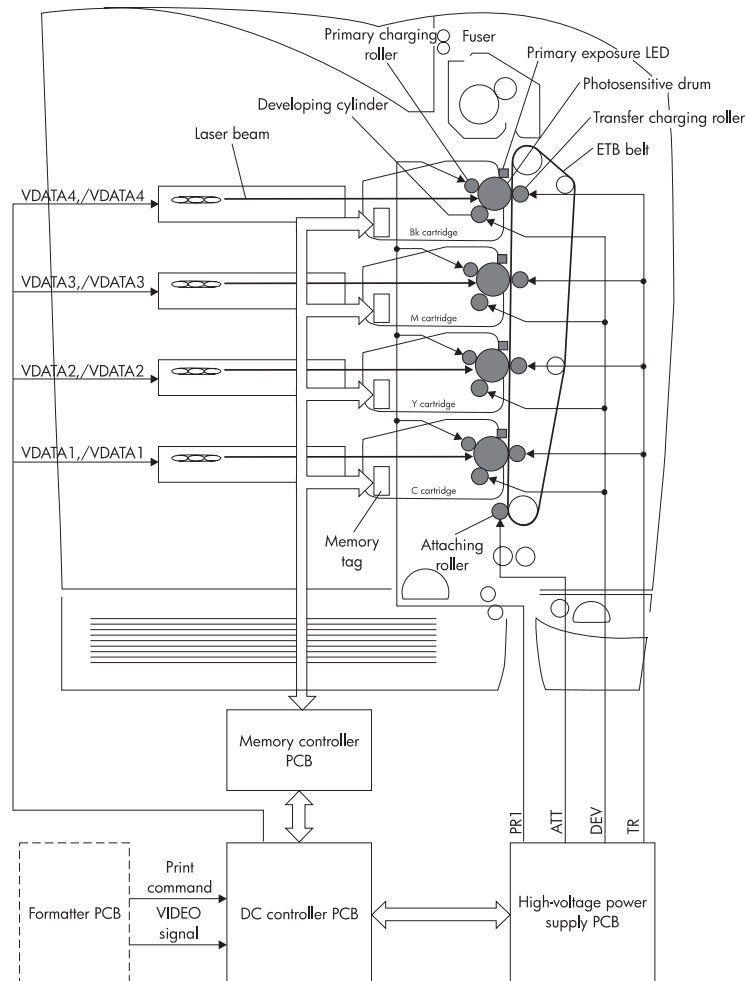 Primary charging
roller
Fuser
Primary exposure LED
Photosensitive drum
Developing cylinder
Transfer charging roller
Laser beam
ETB belt
VDATA4,/VDATA4
Bk cartridge
VDATA3,/VDATA3
M cartridge
VDATA2,/VDATA2
Y cartridge
VDATA1,/VDATA1
C cartridge
Memory
tag
Attaching
roller
Memory controller
PCB
PR1
ATT
DEV
TR
Formatter PCB
Print
command
VIDEO
signal
DC controller PCB
High-voltage power
supply PCB